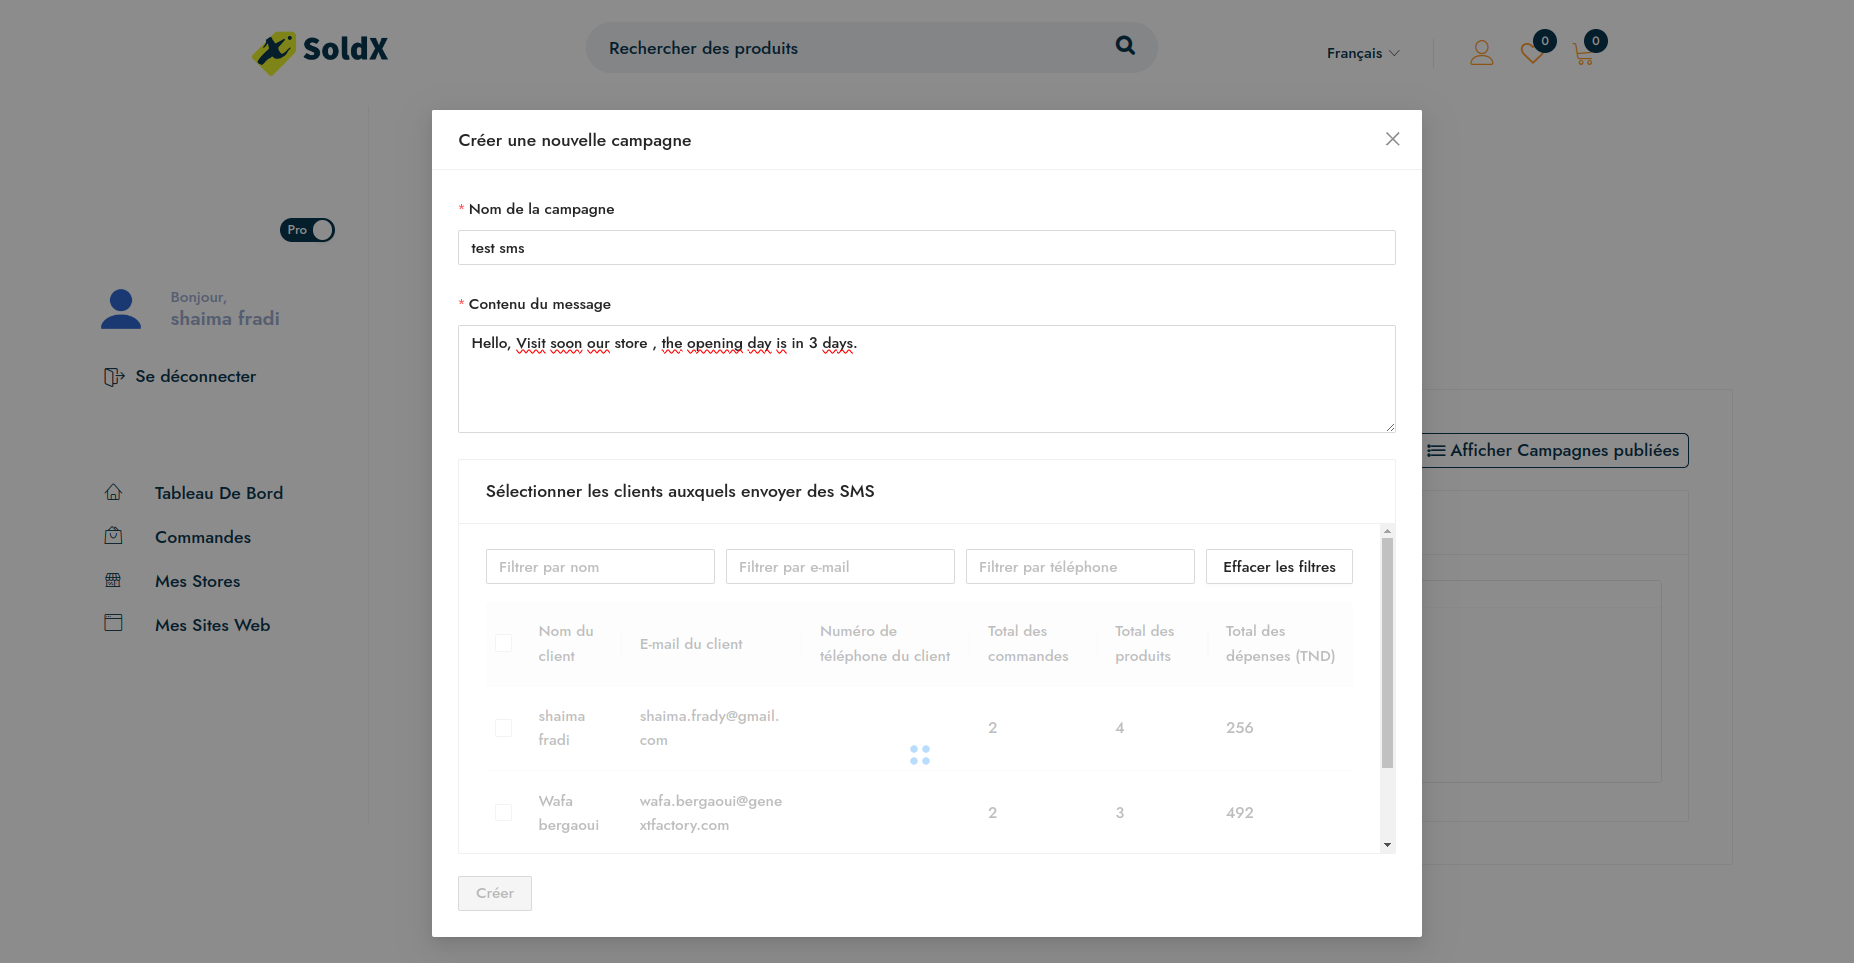 SoldX
Rechercher des produits
Français
0
0
Créer une nouvelle campagne
* Nom de la campagne
test sms
Pro
Bonjour,
shaima fradi
* Contenu du message
Hello, Visit soon our store , the opening day is in 3 days.
Se déconnecter
Afficher Campagnes publiées
Sélectionner les clients auxquels envoyer des SMS
Tableau De Bord
Commandes
Mes Stores
Mes Sites Web
Filtrer par nom
Filtrer par e-mail
Filtrer par téléphone
Effacer les filtres
Nom du
client
E-mail du client
Numéro de
téléphone du client
Total des
commandes
Total des
produits
Total des
dépenses (TND)
shaima
fradi
shaima.frady@gmail.
com
2
4
256
Wafa
bergaoui
wafa.bergaoui@gene
xtfactory.com
2
3
492
Créer